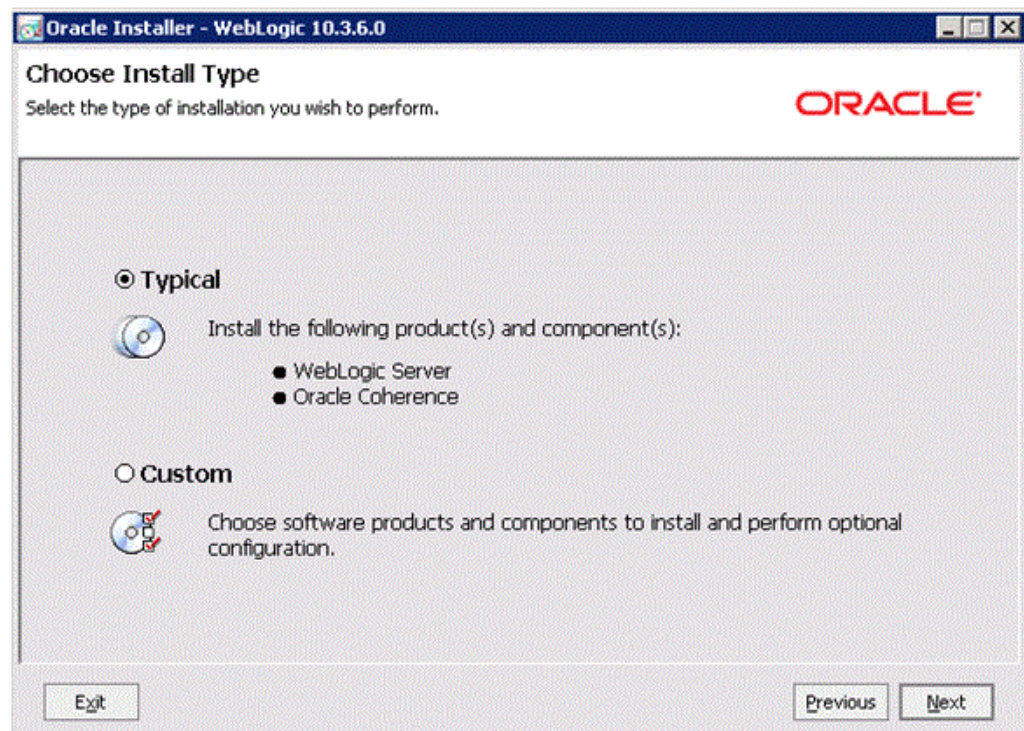 Oracle Installer - WebLogic 10.3.6.0
Choose Install Type
Select the type of installation you wish to perform.
ORACLE
Typical
Install the following product(s) and component(s):
WebLogic Server
Oracle Coherence
Custom
Choose software products and components to install and perform optional
configuration.
Exit
Previous
Next